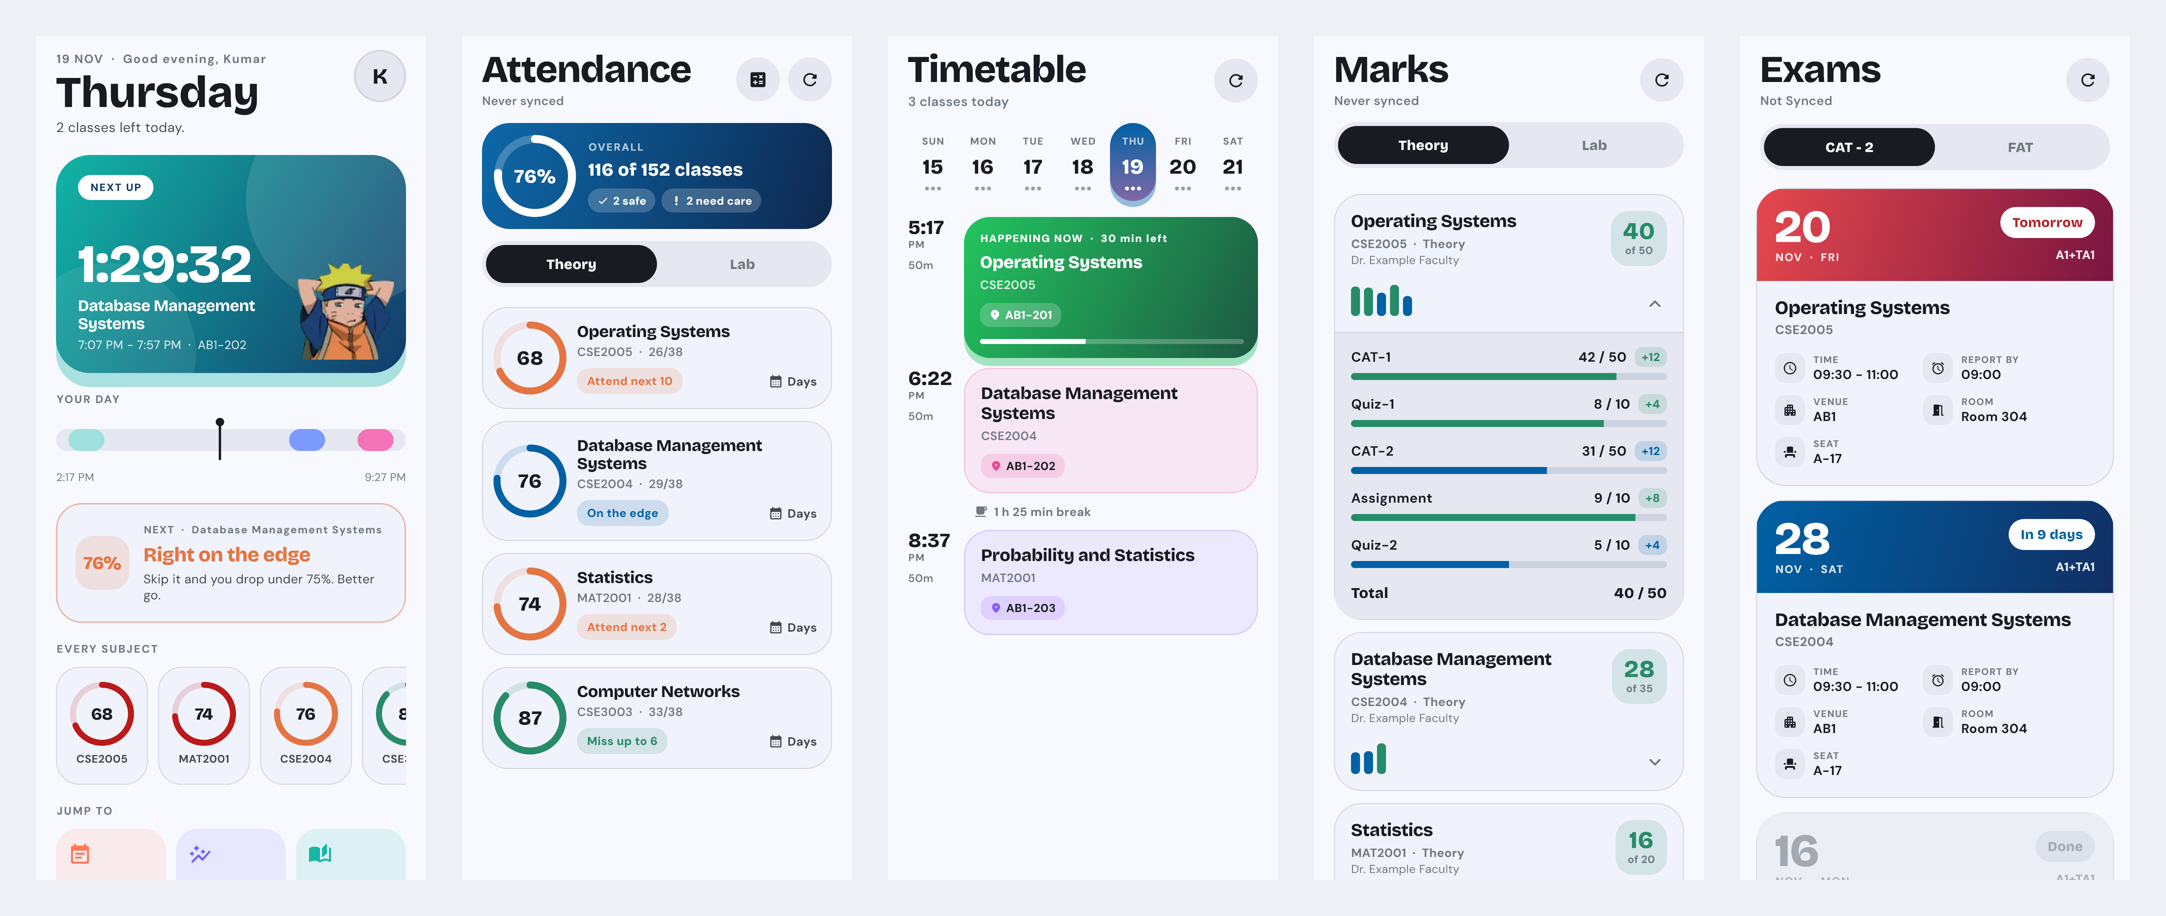 19 NOV · Good evening, Kumar
Thursday
K
2 classes left today.
NEXT UP
1:29:32
Database Management
Systems
7:07 PM - 7:57 PM · AB1-202
YOUR DAY
2:17 PM
9:27 PM
NEXT · Database Management Systems
76%
Right on the edge
Skip it and you drop under 75%. Better
go.
EVERY SUBJECT
68
CSE2005
74
MAT2001
76
CSE2004
JUMP TO
Attendance
Never synced
76%
OVERALL
116 of 152 classes
2 safe
! 2 need care
Theory
Lab
68
Operating Systems
CSE2005 · 26/38
Attend next 10
Days
76
Database Management
Systems
CSE2004 · 29/38
On the edge
Days
74
Statistics
MAT2001 · 28/38
Attend next 2
Days
87
Computer Networks
CSE3003 · 33/38
Miss up to 6
Days
Timetable
3 classes today
SUN MON TUE WED THU FRI SAT
15 16 17 18 19 20 21
5:17
PM
50m
HAPPENING NOW · 30 min left
Operating Systems
CSE2005
AB1-201
6:22
PM
50m
Database Management
Systems
CSE2004
AB1-202
1 h 25 min break
8:37
PM
50m
Probability and Statistics
MAT2001
AB1-203
Marks
Never synced
Theory
Lab
Operating Systems
CSE2005 · Theory
Dr. Example Faculty
40
of 50
CAT-1 42 / 50 +12
Quiz-1 8 / 10 +4
CAT-2 31 / 50 +12
Assignment 9 / 10 +8
Quiz-2 5 / 10 +4
Total 40 / 50
Database Management
Systems
CSE2004 · Theory
Dr. Example Faculty
28
of 35
Statistics
MAT2001 · Theory
Dr. Example Faculty
16
of 20
Exams
Not Synced
CAT - 2
FAT
20
NOV · FRI
Tomorrow
A1+TA1
Operating Systems
CSE2005
TIME
09:30 - 11:00
REPORT BY
09:00
VENUE
AB1
ROOM
Room 304
SEAT
A-17
28
NOV · SAT
In 9 days
A1+TA1
Database Management Systems
CSE2004
TIME
09:30 - 11:00
REPORT BY
09:00
VENUE
AB1
ROOM
Room 304
SEAT
A-17
16
NOV · MON
Done
A1+TA1